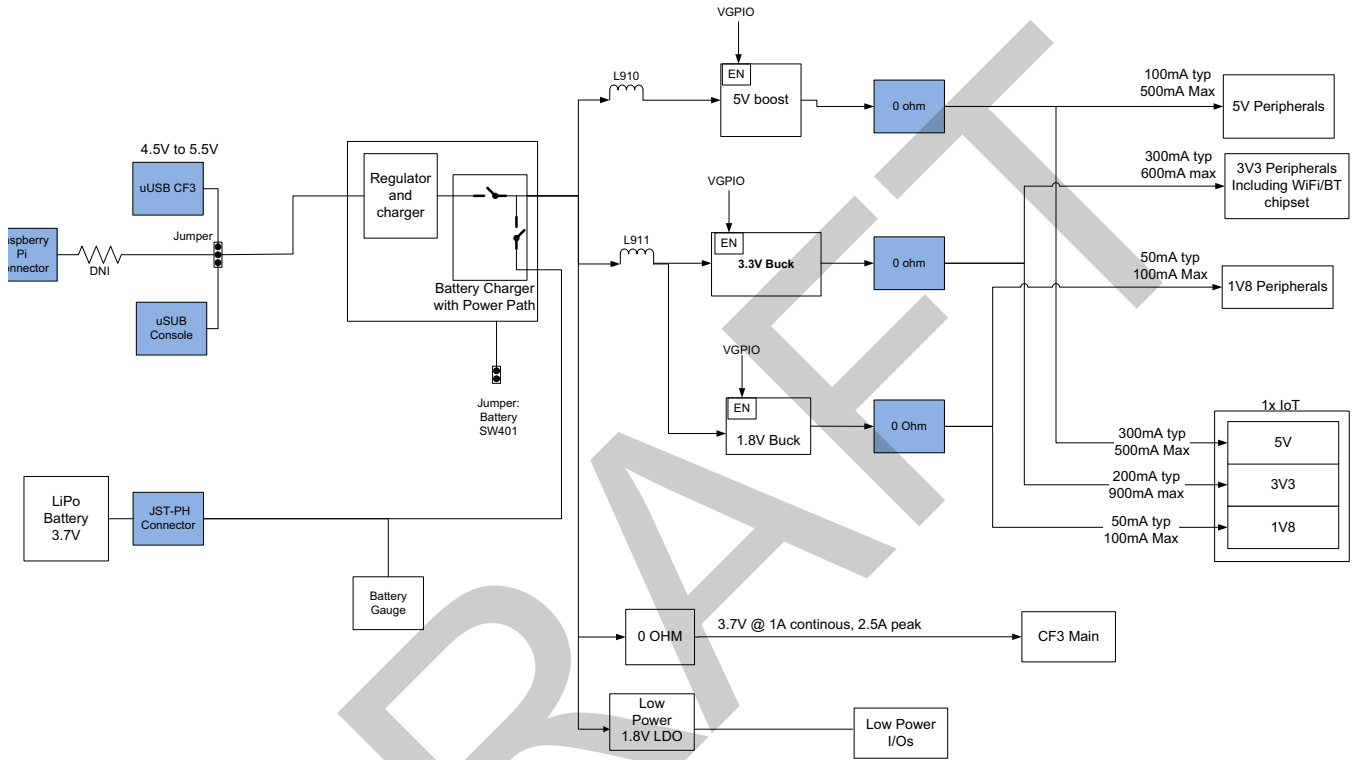 VGPIO
L910
EN
5V boost
0 ohm
100mA typ
500mA Max
5V Peripherals
4.5V to 5.5V
uUSB CF3
Regulator
and
charger
300mA typ
600mA max
3V3 Peripherals
Including WiFi/BT
chipset
VGPIO
Jumper
Pi
DNI
L911
EN
3.3V Buck
0 ohm
50mA typ
100mA Max
1V8 Peripherals
Battery Charger
with Power Path
uSUB
Console
VGPIO
Jumper:
Battery
SW401
EN
1.8V Buck
0 Ohm
1x IoT
300mA typ
500mA Max
5V
200mA typ
900mA max
3V3
50mA typ
100mA Max
1V8
LiPo
Battery
3.7V
JST-PH
Connector
Battery
Gauge
0 OHM
3.7V @ 1A continous, 2.5A peak
CF3 Main
Low
Power
1.8V LDO
Low Power
I/Os